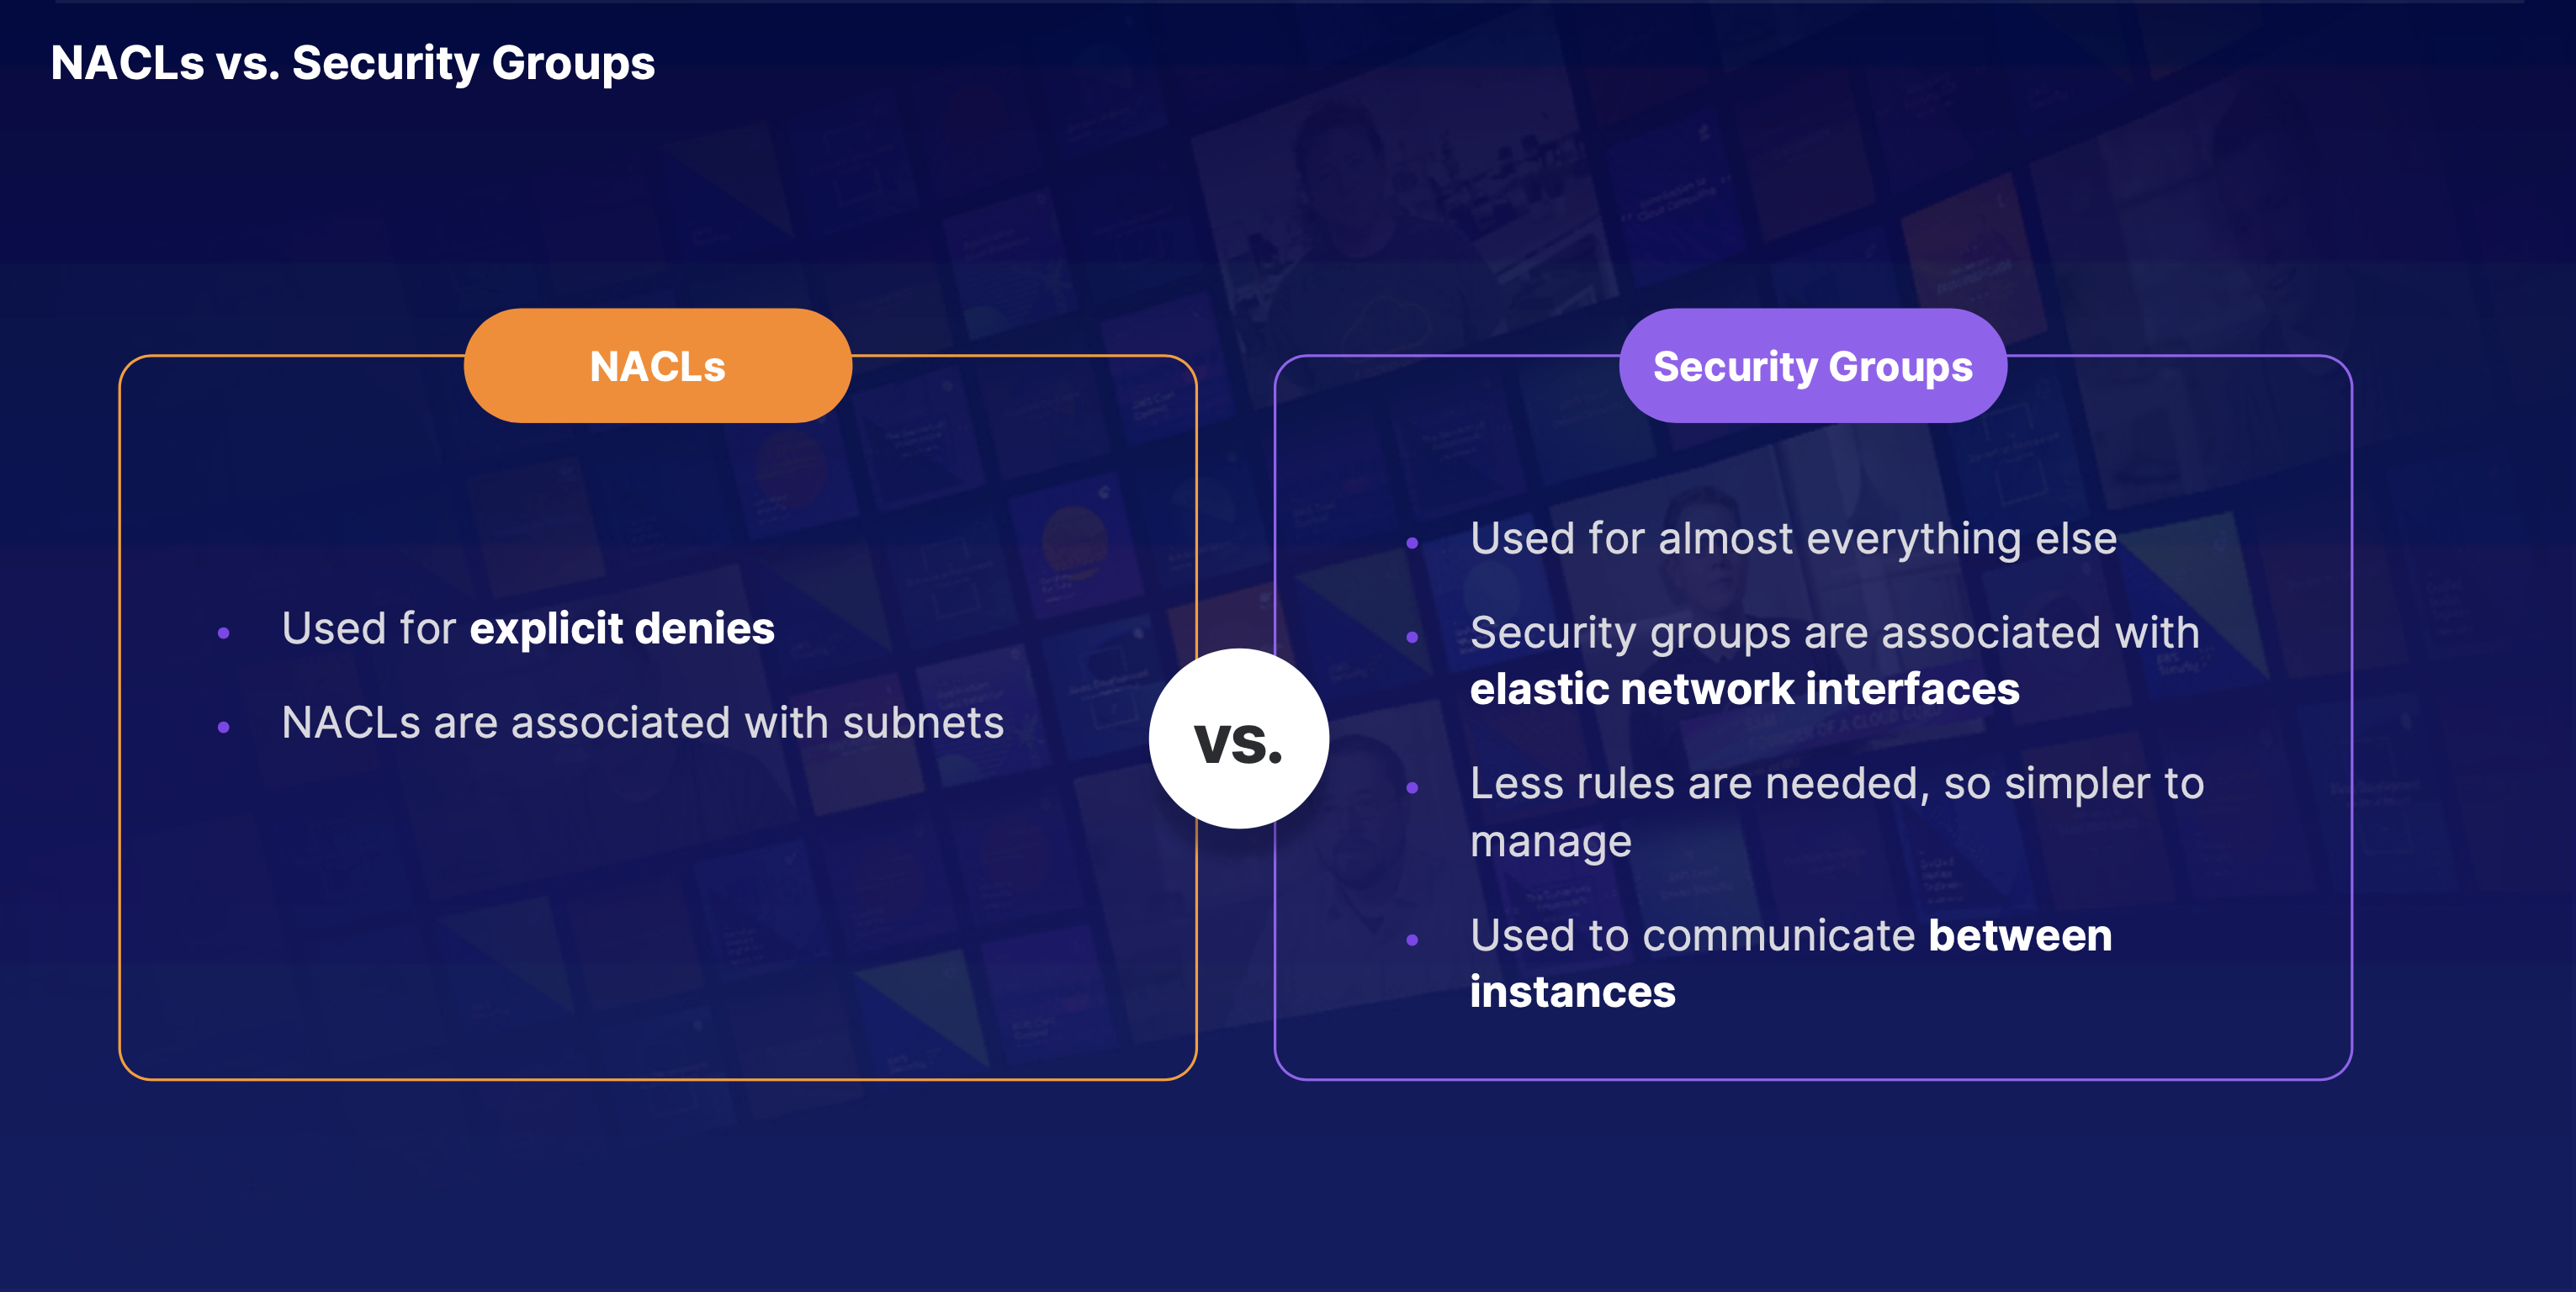 NACLs vs. Security Groups
NACLs
Used for explicit denies
NACLs are associated with subnets
vs.
Security Groups
Used for almost everything else
Security groups are associated with
elastic network interfaces
Less rules are needed, so simpler to
manage
Used to communicate between
instances